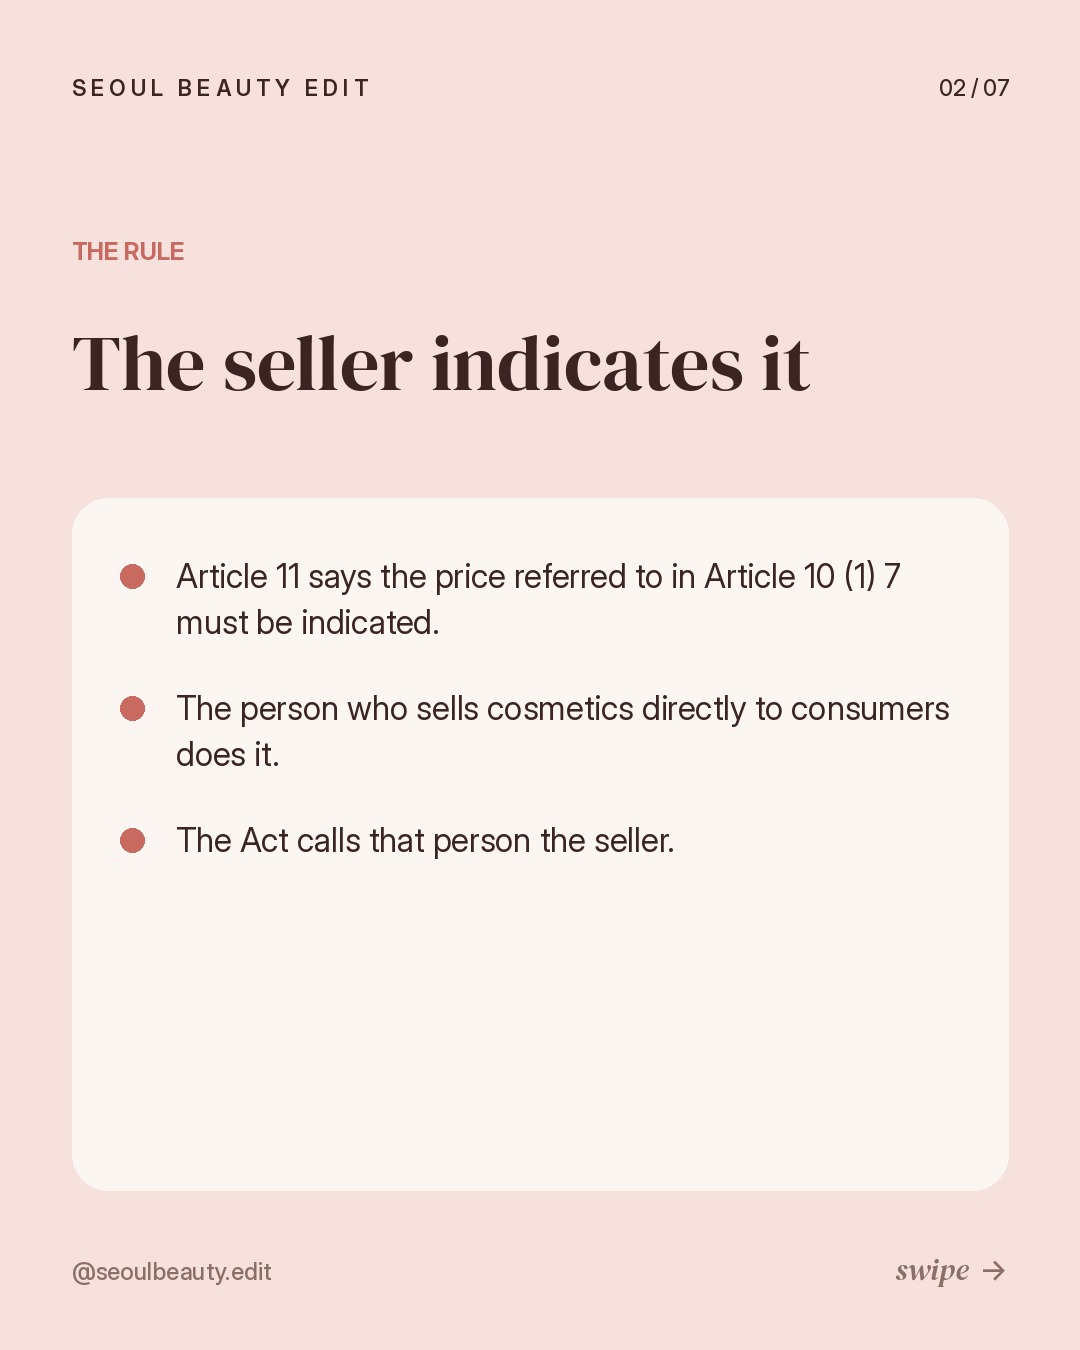 SEOUL BEAUTY EDIT
02 / 07
THE RULE
The seller indicates it
Article 11 says the price referred to in Article 10 (1) 7
must be indicated.
The person who sells cosmetics directly to consumers
does it.
The Act calls that person the seller.
@seoulbeauty.edit
swipe →